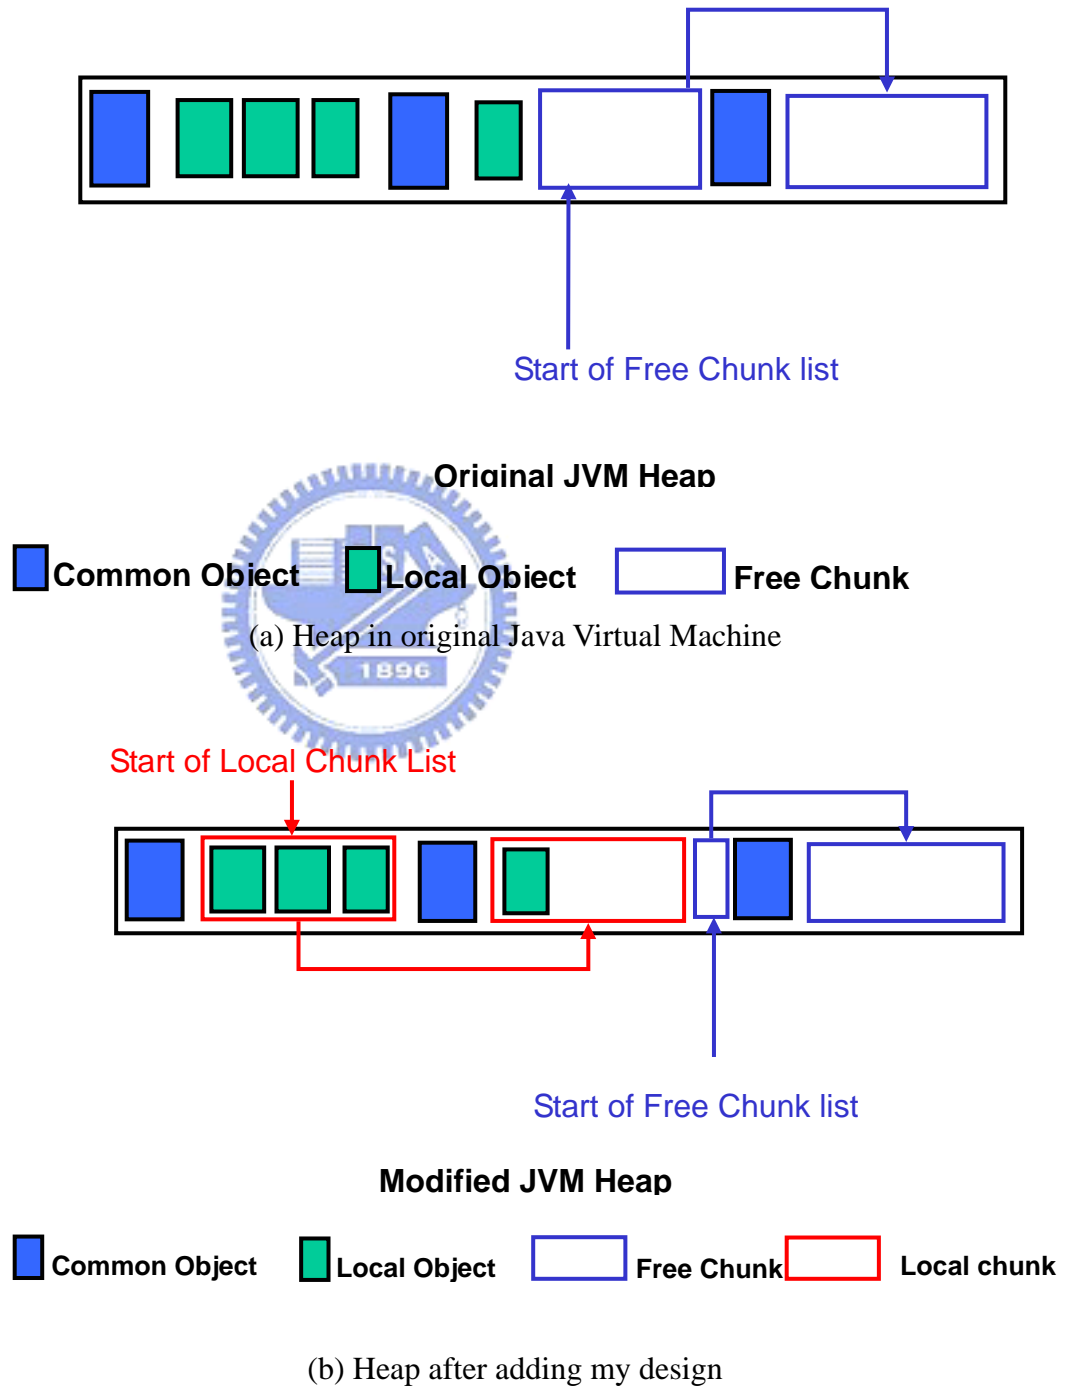 Start of Free Chunk list
Original JVM Heap
Common Object
Local Object
Free Chunk
(a) Heap in original Java Virtual Machine
1896
Start of Local Chunk List
Start of Free Chunk list
Modified JVM Heap
Common Object
Local Object
Free Chunk
Local chunk
(b) Heap after adding my design